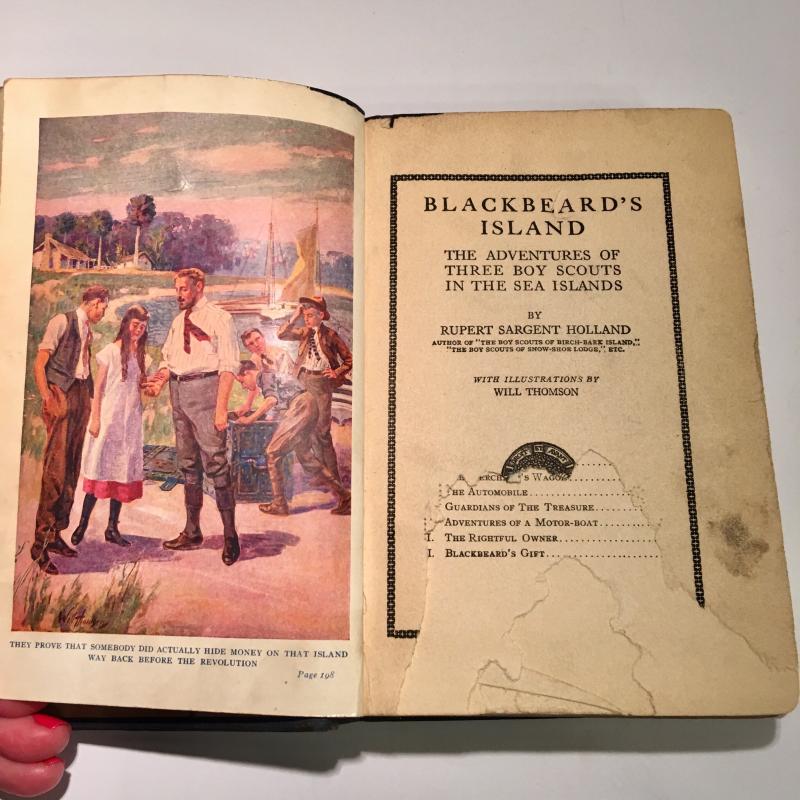 THEY PROVE THAT SOMEBODY DID ACTUALLY HIDE MONEY ON THAT ISLAND
WAY BACK BEFORE THE REVOLUTION
Page 198
BLACKBEARD'S
ISLAND
THE ADVENTURES OF
THREE BOY SCOUTS
IN THE SEA ISLANDS
BY
RUPERT SARGENT HOLLAND
AUTHOR OF "THE BOY SCOUTS OF BIRCH-BARK ISLAND,"
"THE BOY SCOUTS OF SNOW-SHOE LODGE," ETC.
WITH ILLUSTRATIONS BY
WILL THOMSON
'S WAGON
THE AUTOMOBILE
GUARDIANS OF THE TREASURE
ADVENTURES OF A MOTOR-BOAT
I. THE RIGHTFUL OWNER
I. BLACKBEARD'S GIFT